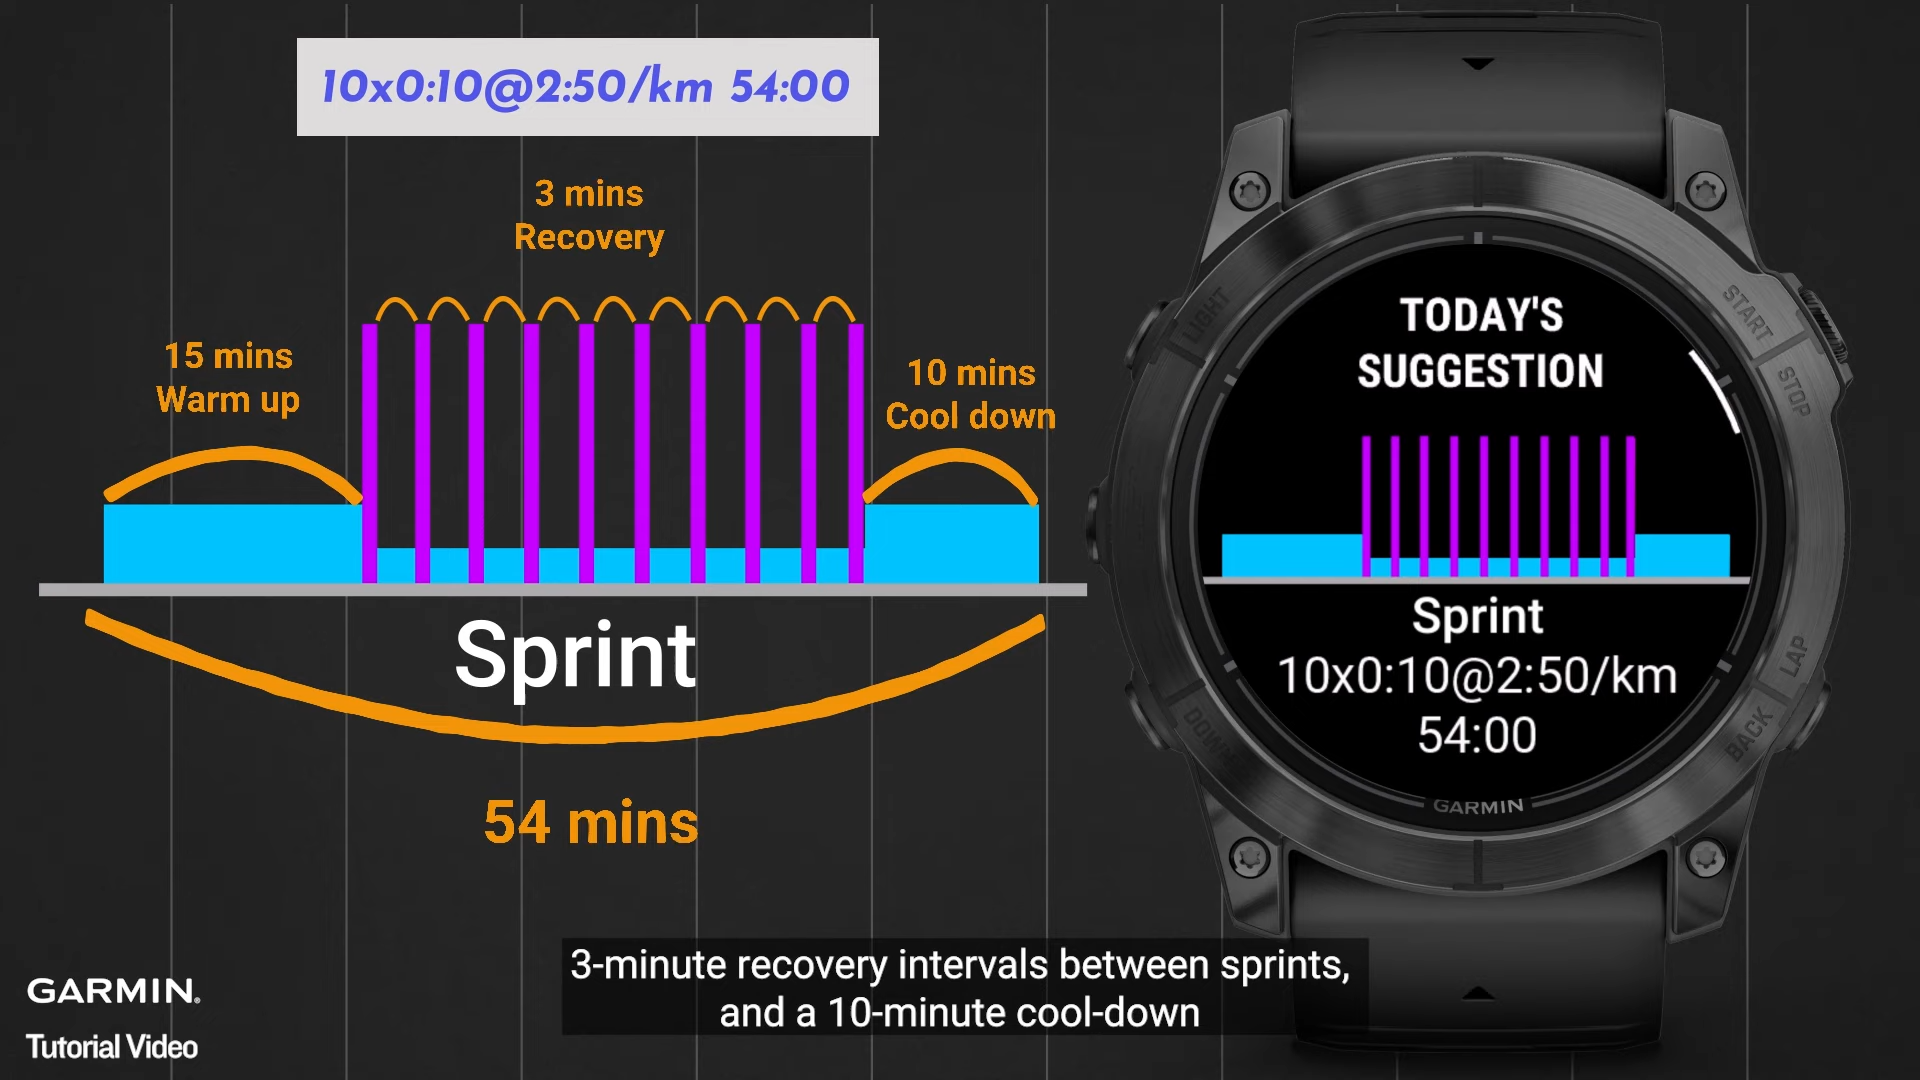 10x0:10@2:50/km 54:00
3 mins
Recovery
15 mins
Warm up
10 mins
Cool down
Sprint
54 mins
LIGHT
START
STOP
TODAY'S
SUGGESTION
Sprint
10x0:10@2:50/km
54:00
DOWN
LAP
BACK
GARMIN
3-minute recovery intervals between sprints,
and a 10-minute cool-down
GARMIN.
Tutorial Video